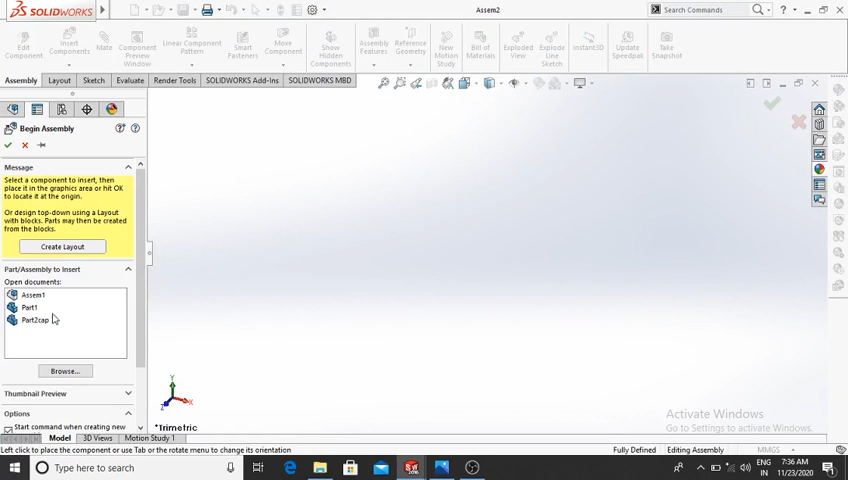 SOLIDWORKS
Assem2
Search Commands
Edit Component
Insert Components
Mate
Component Preview Window
Linear Component Pattern
Smart Fasteners
Move Component
Show Hidden Components
Assembly Features
Reference Geometry
New Motion Study
Bill of Materials
Exploded View
Explode Line Sketch
Instant3D
Update Speedpak
Take Snapshot
Assembly Layout Sketch Evaluate Render Tools SOLIDWORKS Add-Ins SOLIDWORKS MBD
Begin Assembly
Message
Select a component to insert, then
place it in the graphics area or hit OK
to locate it at the origin.
Or design top-down using a Layout
with blocks. Parts may then be created
from the blocks.
Create Layout
Part/Assembly to Insert
Open documents:
Assem1
Part1
Part2cap
Browse...
Thumbnail Preview
Options
Start command when creating new
Y
X
Z
*Trimetric
Activate Windows
Go to Settings to activate Windows.
Model 3D Views Motion Study 1
Left click to place the component or use Tab or the rotate menu to change its orientation
Fully Defined Editing Assembly MMGS
Type here to search
ENG
IN
7:36 AM
11/23/2020